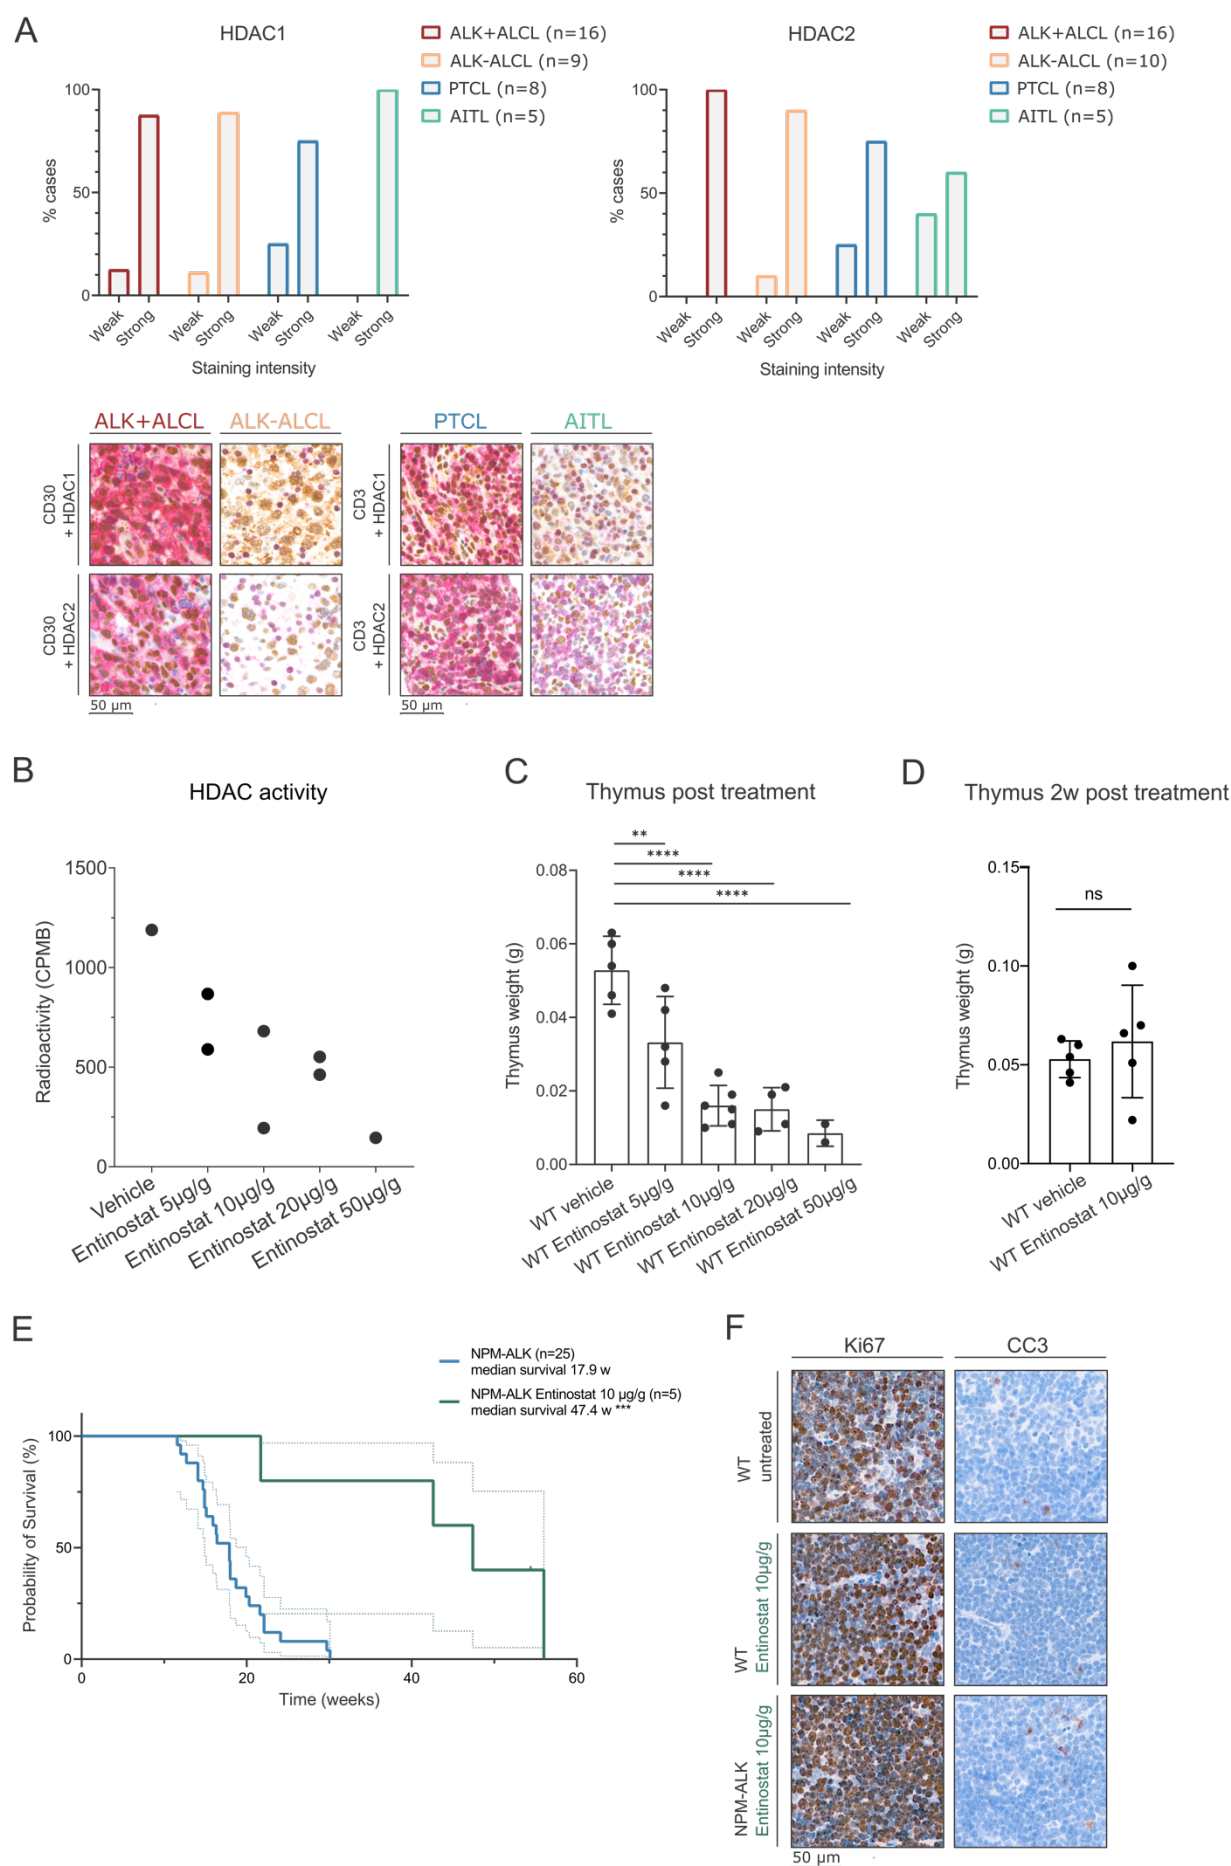 A
HDAC1
ALK+ALCL (n=16)
ALK-ALCL (n=9)
PTCL (n=8)
AITL (n=5)
100
50
0
% cases
Weak
Strong
Weak
Strong
Weak
Strong
Weak
Strong
Staining intensity
HDAC2
ALK+ALCL (n=16)
ALK-ALCL (n=10)
PTCL (n=8)
AITL (n=5)
100
50
0
% cases
Weak
Strong
Weak
Strong
Weak
Strong
Weak
Strong
Staining intensity
ALK+ALCL
ALK-ALCL
PTCL
AITL
CD30
+ HDAC1
CD3
+ HDAC1
CD30
+ HDAC2
CD3
+ HDAC2
50 µm
50 µm
B
HDAC activity
1500
1000
500
0
Radioactivity (CPMB)
Vehicle
Entinostat 5µg/g
Entinostat 10µg/g
Entinostat 20µg/g
Entinostat 50µg/g
C
Thymus post treatment
**
****
****
****
0.08
0.06
0.04
0.02
0.00
Thymus weight (g)
WT vehicle
WT Entinostat 5µg/g
WT Entinostat 10µg/g
WT Entinostat 20µg/g
WT Entinostat 50µg/g
D
Thymus 2w post treatment
ns
0.15
0.10
0.05
0.00
Thymus weight (g)
WT vehicle
WT Entinostat 10µg/g
E
NPM-ALK (n=25)
median survival 17.9 w
NPM-ALK Entinostat 10 µg/g (n=5)
median survival 47.4 w ***
100
50
0
Probability of Survival (%)
0
20
40
60
Time (weeks)
F
Ki67
CC3
WT
untreated
WT
Entinostat 10µg/g
NPM-ALK
Entinostat 10µg/g
50 µm